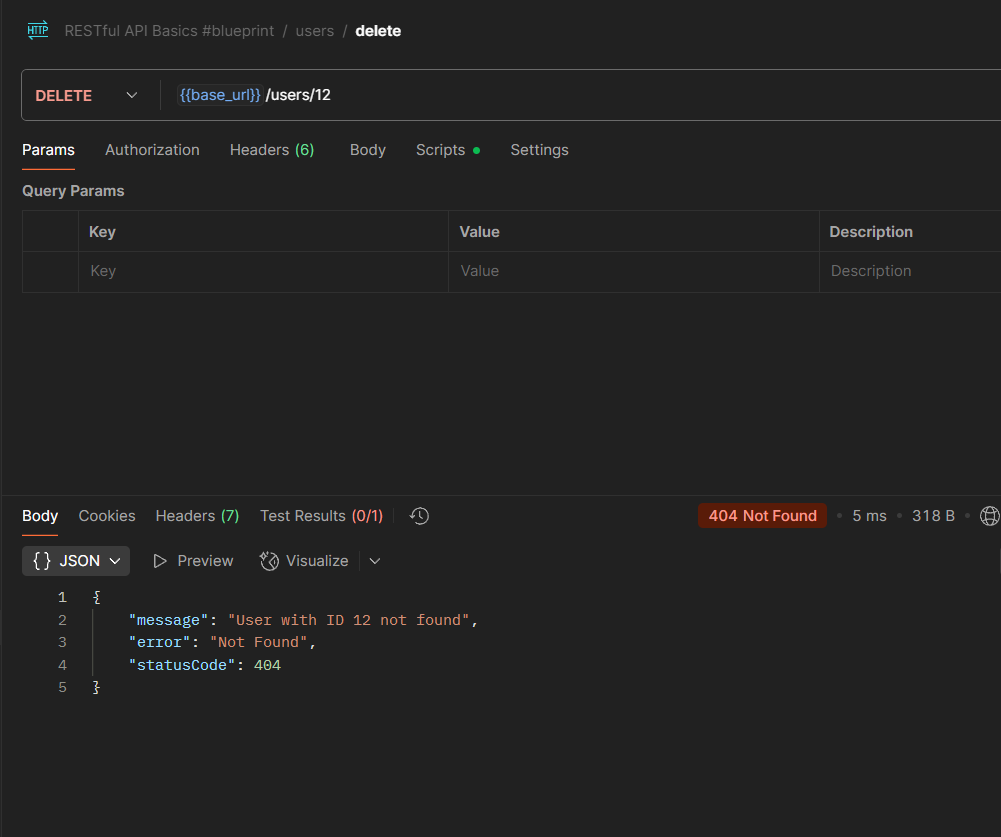 HTTP RESTful API Basics #blueprint / users / delete
DELETE {{base_url}} /users/12
Params Authorization Headers (6) Body Scripts Settings
Query Params
Key Value Description
Key Value Description
Body Cookies Headers (7) Test Results (0/1) 404 Not Found • 5 ms • 318 B •
{} JSON Preview Visualize
1 {
2 "message": "User with ID 12 not found",
3 "error": "Not Found",
4 "statusCode": 404
5 }